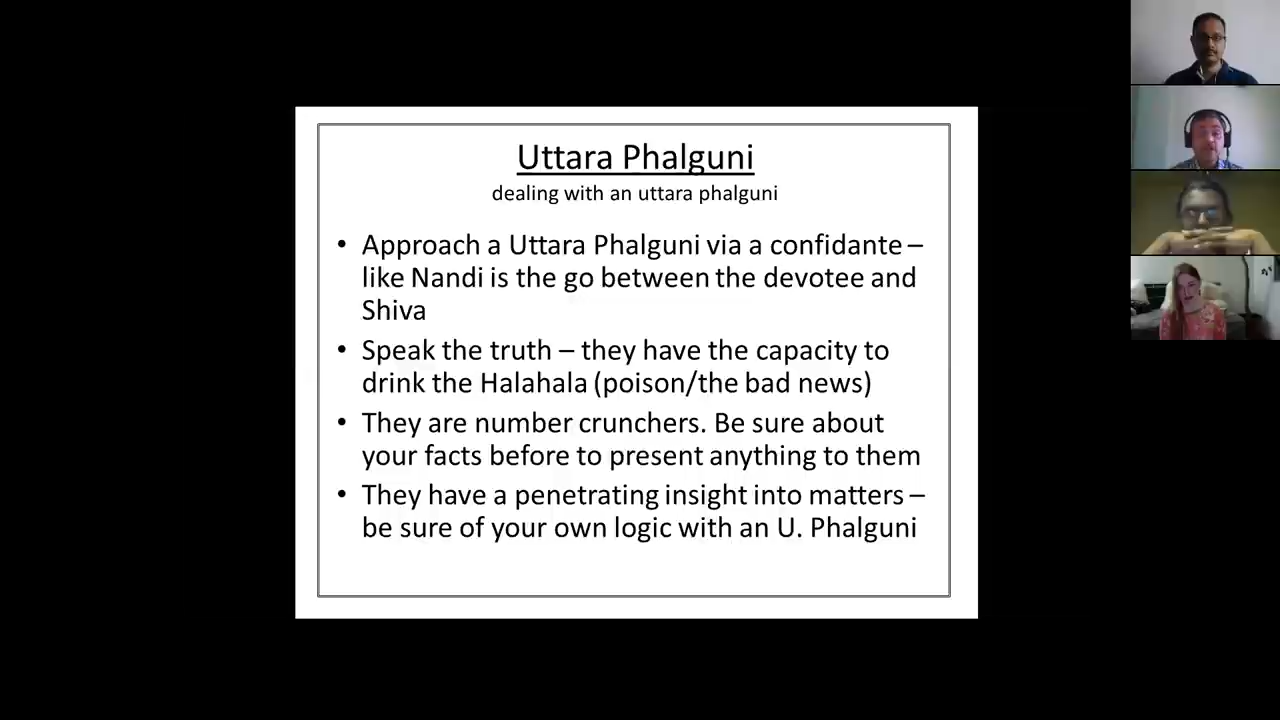 Uttara Phalguni
dealing with an uttara phalguni
• Approach a Uttara Phalguni via a confidante –
like Nandi is the go between the devotee and
Shiva
• Speak the truth – they have the capacity to
drink the Halahala (poison/the bad news)
• They are number crunchers. Be sure about
your facts before to present anything to them
• They have a penetrating insight into matters –
be sure of your own logic with an U. Phalguni